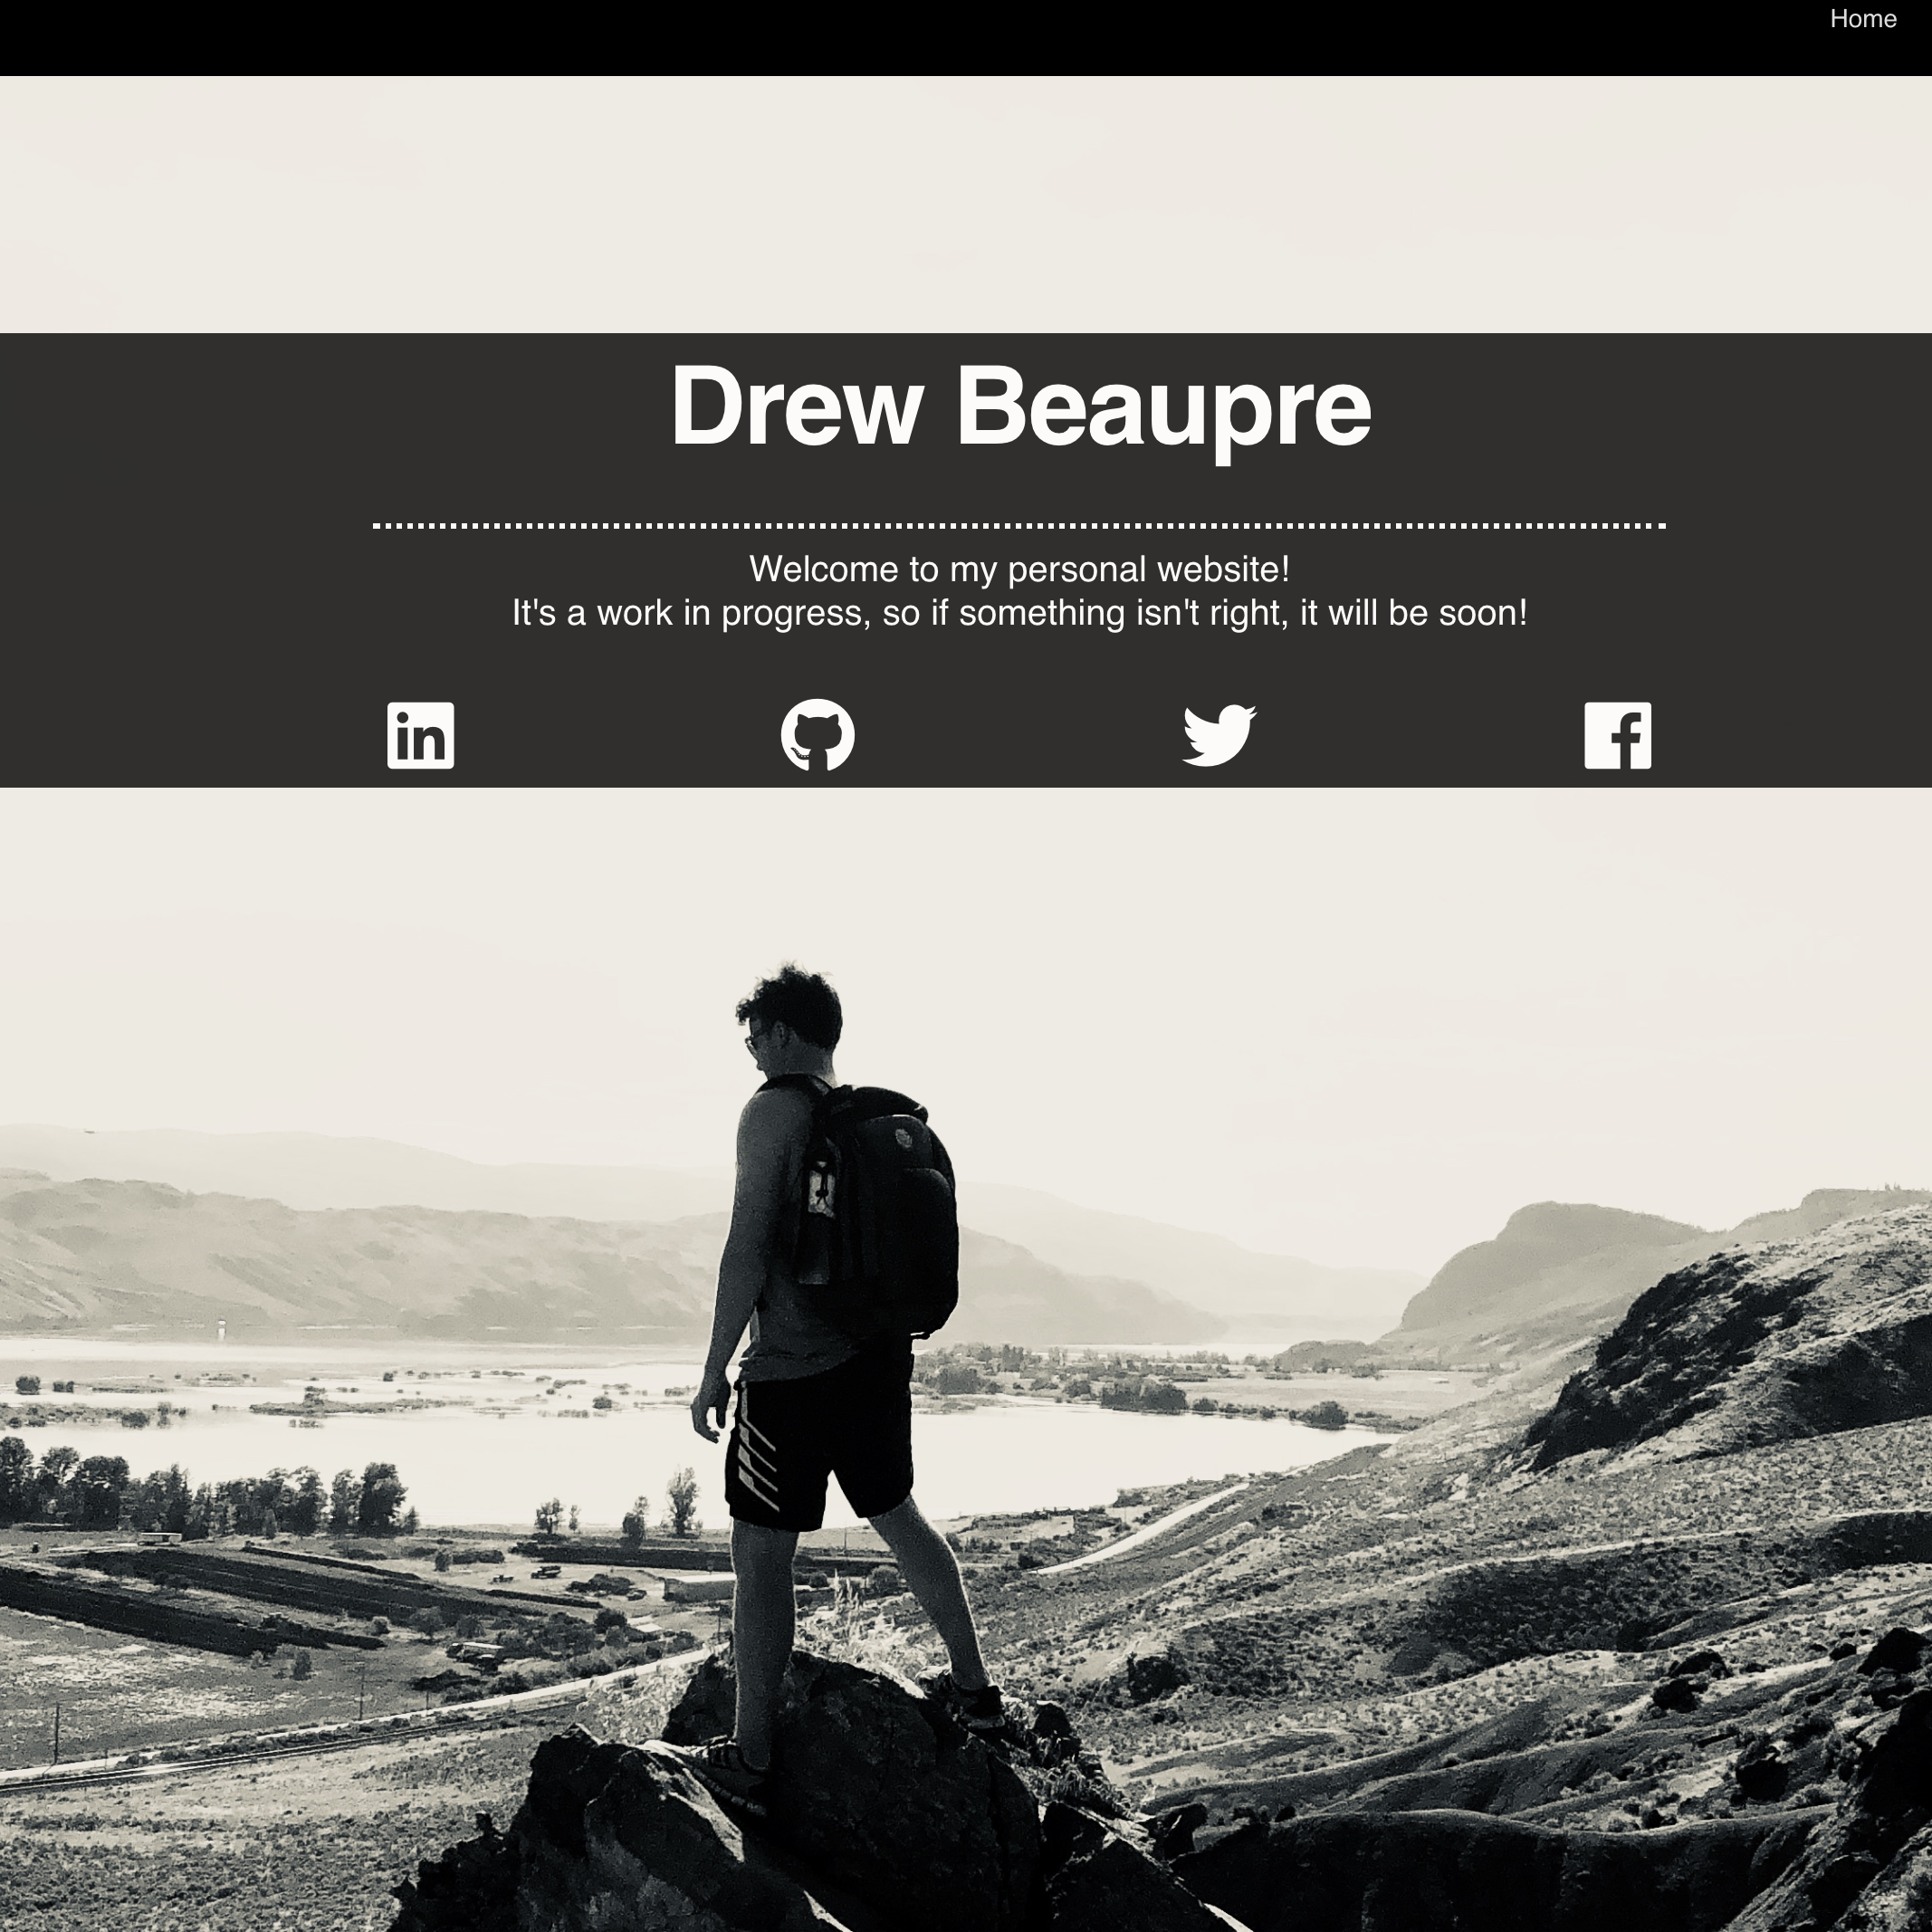 Home
Drew Beaupre
Welcome to my personal website!
It's a work in progress, so if something isn't right, it will be soon!
in
f